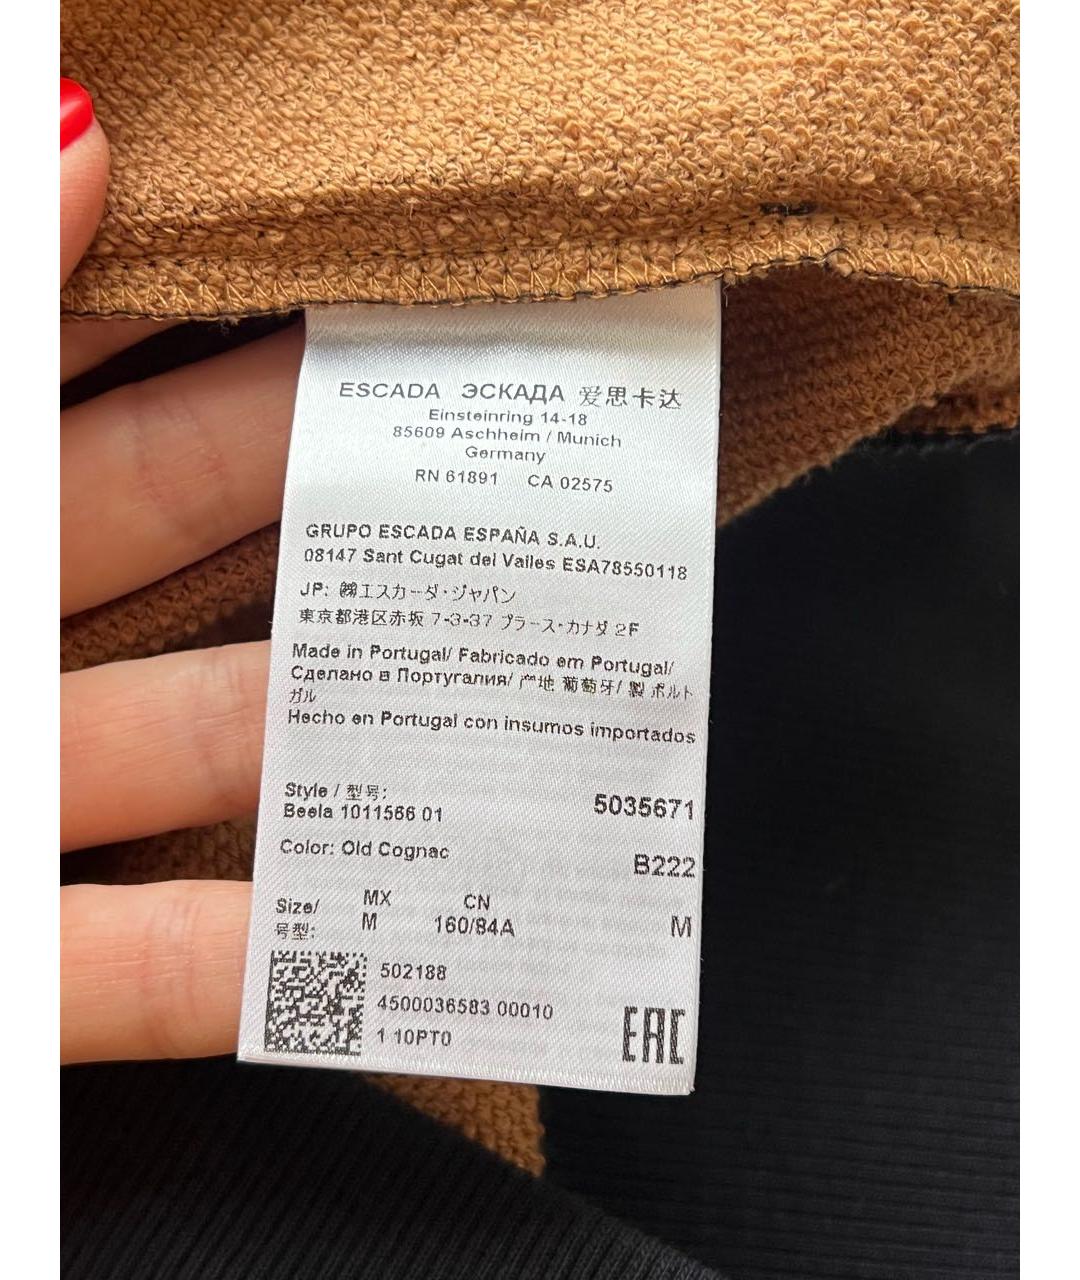 ESCADA ЭСКАДА 爱思卡达
Einsteinring 14-18
85609 Aschheim / Munich
Germany
RN 61891 CA 02575
GRUPO ESCADA ESPAÑA S.A.U.
08147 Sant Cugat del Valles ESA78550118
JP: ㈱エスカーダ・ジャパン
東京都港区赤坂 7-3-37 プラース・カナダ 2F
Made in Portugal/ Fabricado em Portugal/
Сделано в Португалия/ 产地 葡萄牙/ 製 ポルト
ガル
Hecho en Portugal con insumos importados
Style / 型号:
Beela 1011566 01
5035671
Color: Old Cognac
B222
Size/ MX CN
号型: M 160/84A M
502188
4500036583 00010
1 10PT0
EAC